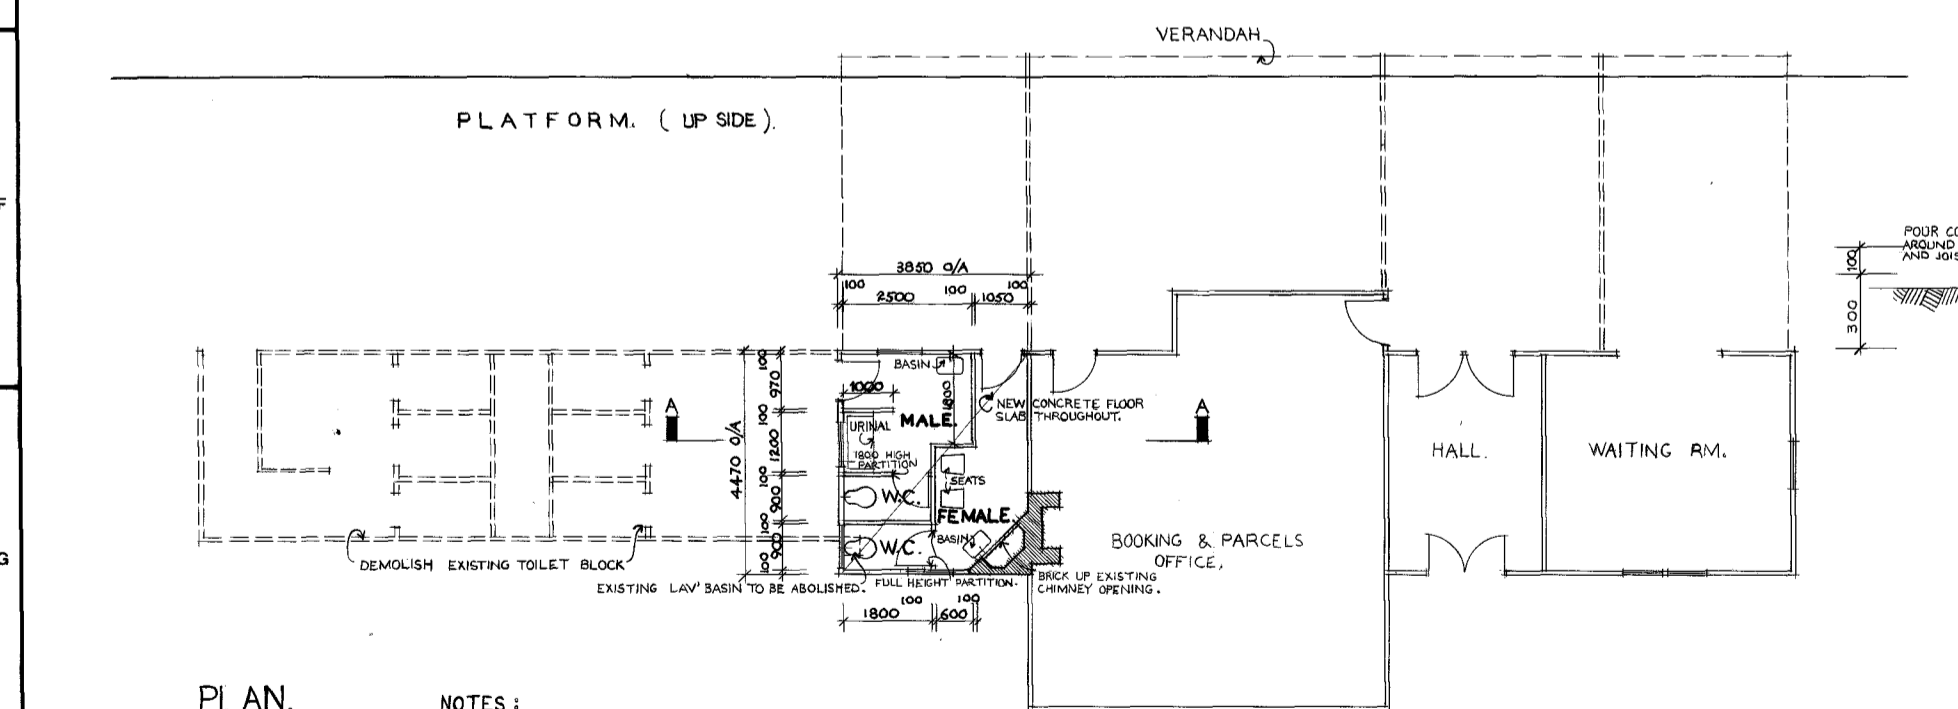 VERANDAH
PLATFORM. ( UP SIDE ).
POUR CO
AROUND
AND JOIS
100
300
3850 O/A
100
100
100
2500
1050
BASIN
1000
1800
NEW CONCRETE FLOOR
SLAB THROUGHOUT.
A
A
URINAL
MALE.
1800 HIGH
PARTITION
SEATS
W.C.
FEMALE.
BASIN
W.C.
4470 O/A
100
970
100
1200
100
900
100
900
100
HALL.
WAITING RM.
BOOKING & PARCELS
OFFICE,
DEMOLISH EXISTING TOILET BLOCK
EXISTING LAV' BASIN TO BE ABOLISHED.
FULL HEIGHT PARTITION.
BRICK UP EXISTING
CHIMNEY OPENING.
100
100
1800
600
PLAN.
NOTES :
F
G